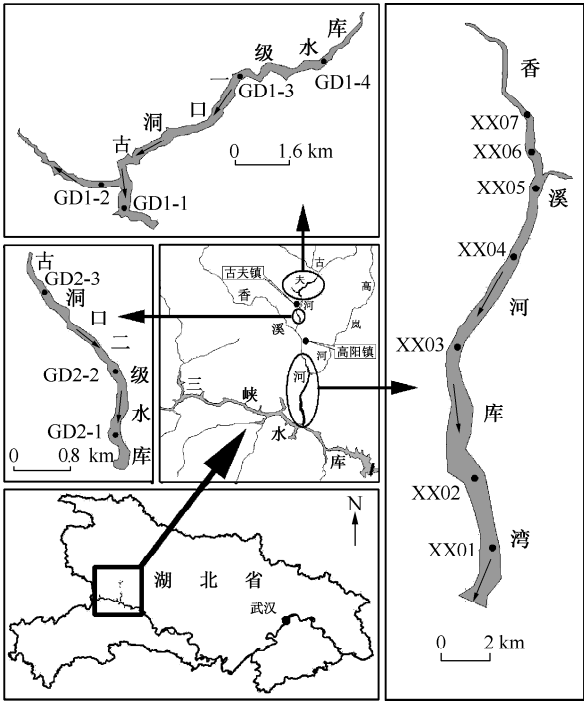 古洞口一级水库
GD1-4
GD1-3
GD1-2
GD1-1
0 1.6 km
古洞口二级水库
GD2-3
GD2-2
GD2-1
0 0.8 km
古夫河
古夫镇
香溪河
高岚河
高阳镇
三峡水库
N
湖北省
武汉
香溪河库湾
XX07
XX06
XX05
XX04
XX03
XX02
XX01
0 2 km